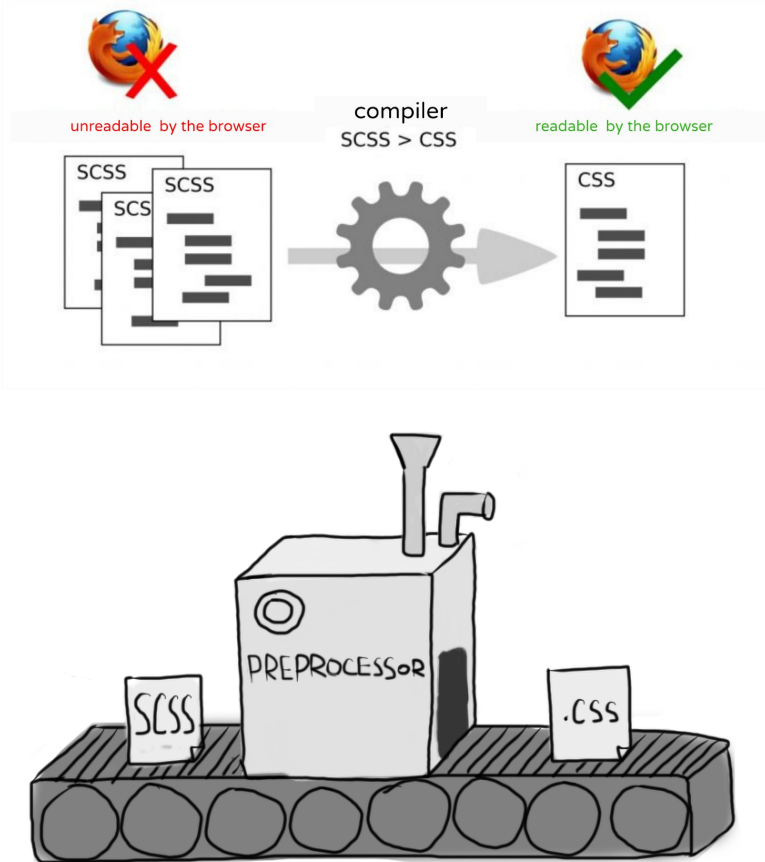 unreadable by the browser
compiler
SCSS > CSS
readable by the browser
SCSS
SCS
SCSS
CSS
PREPROCESSOR
SCSS
.CSS